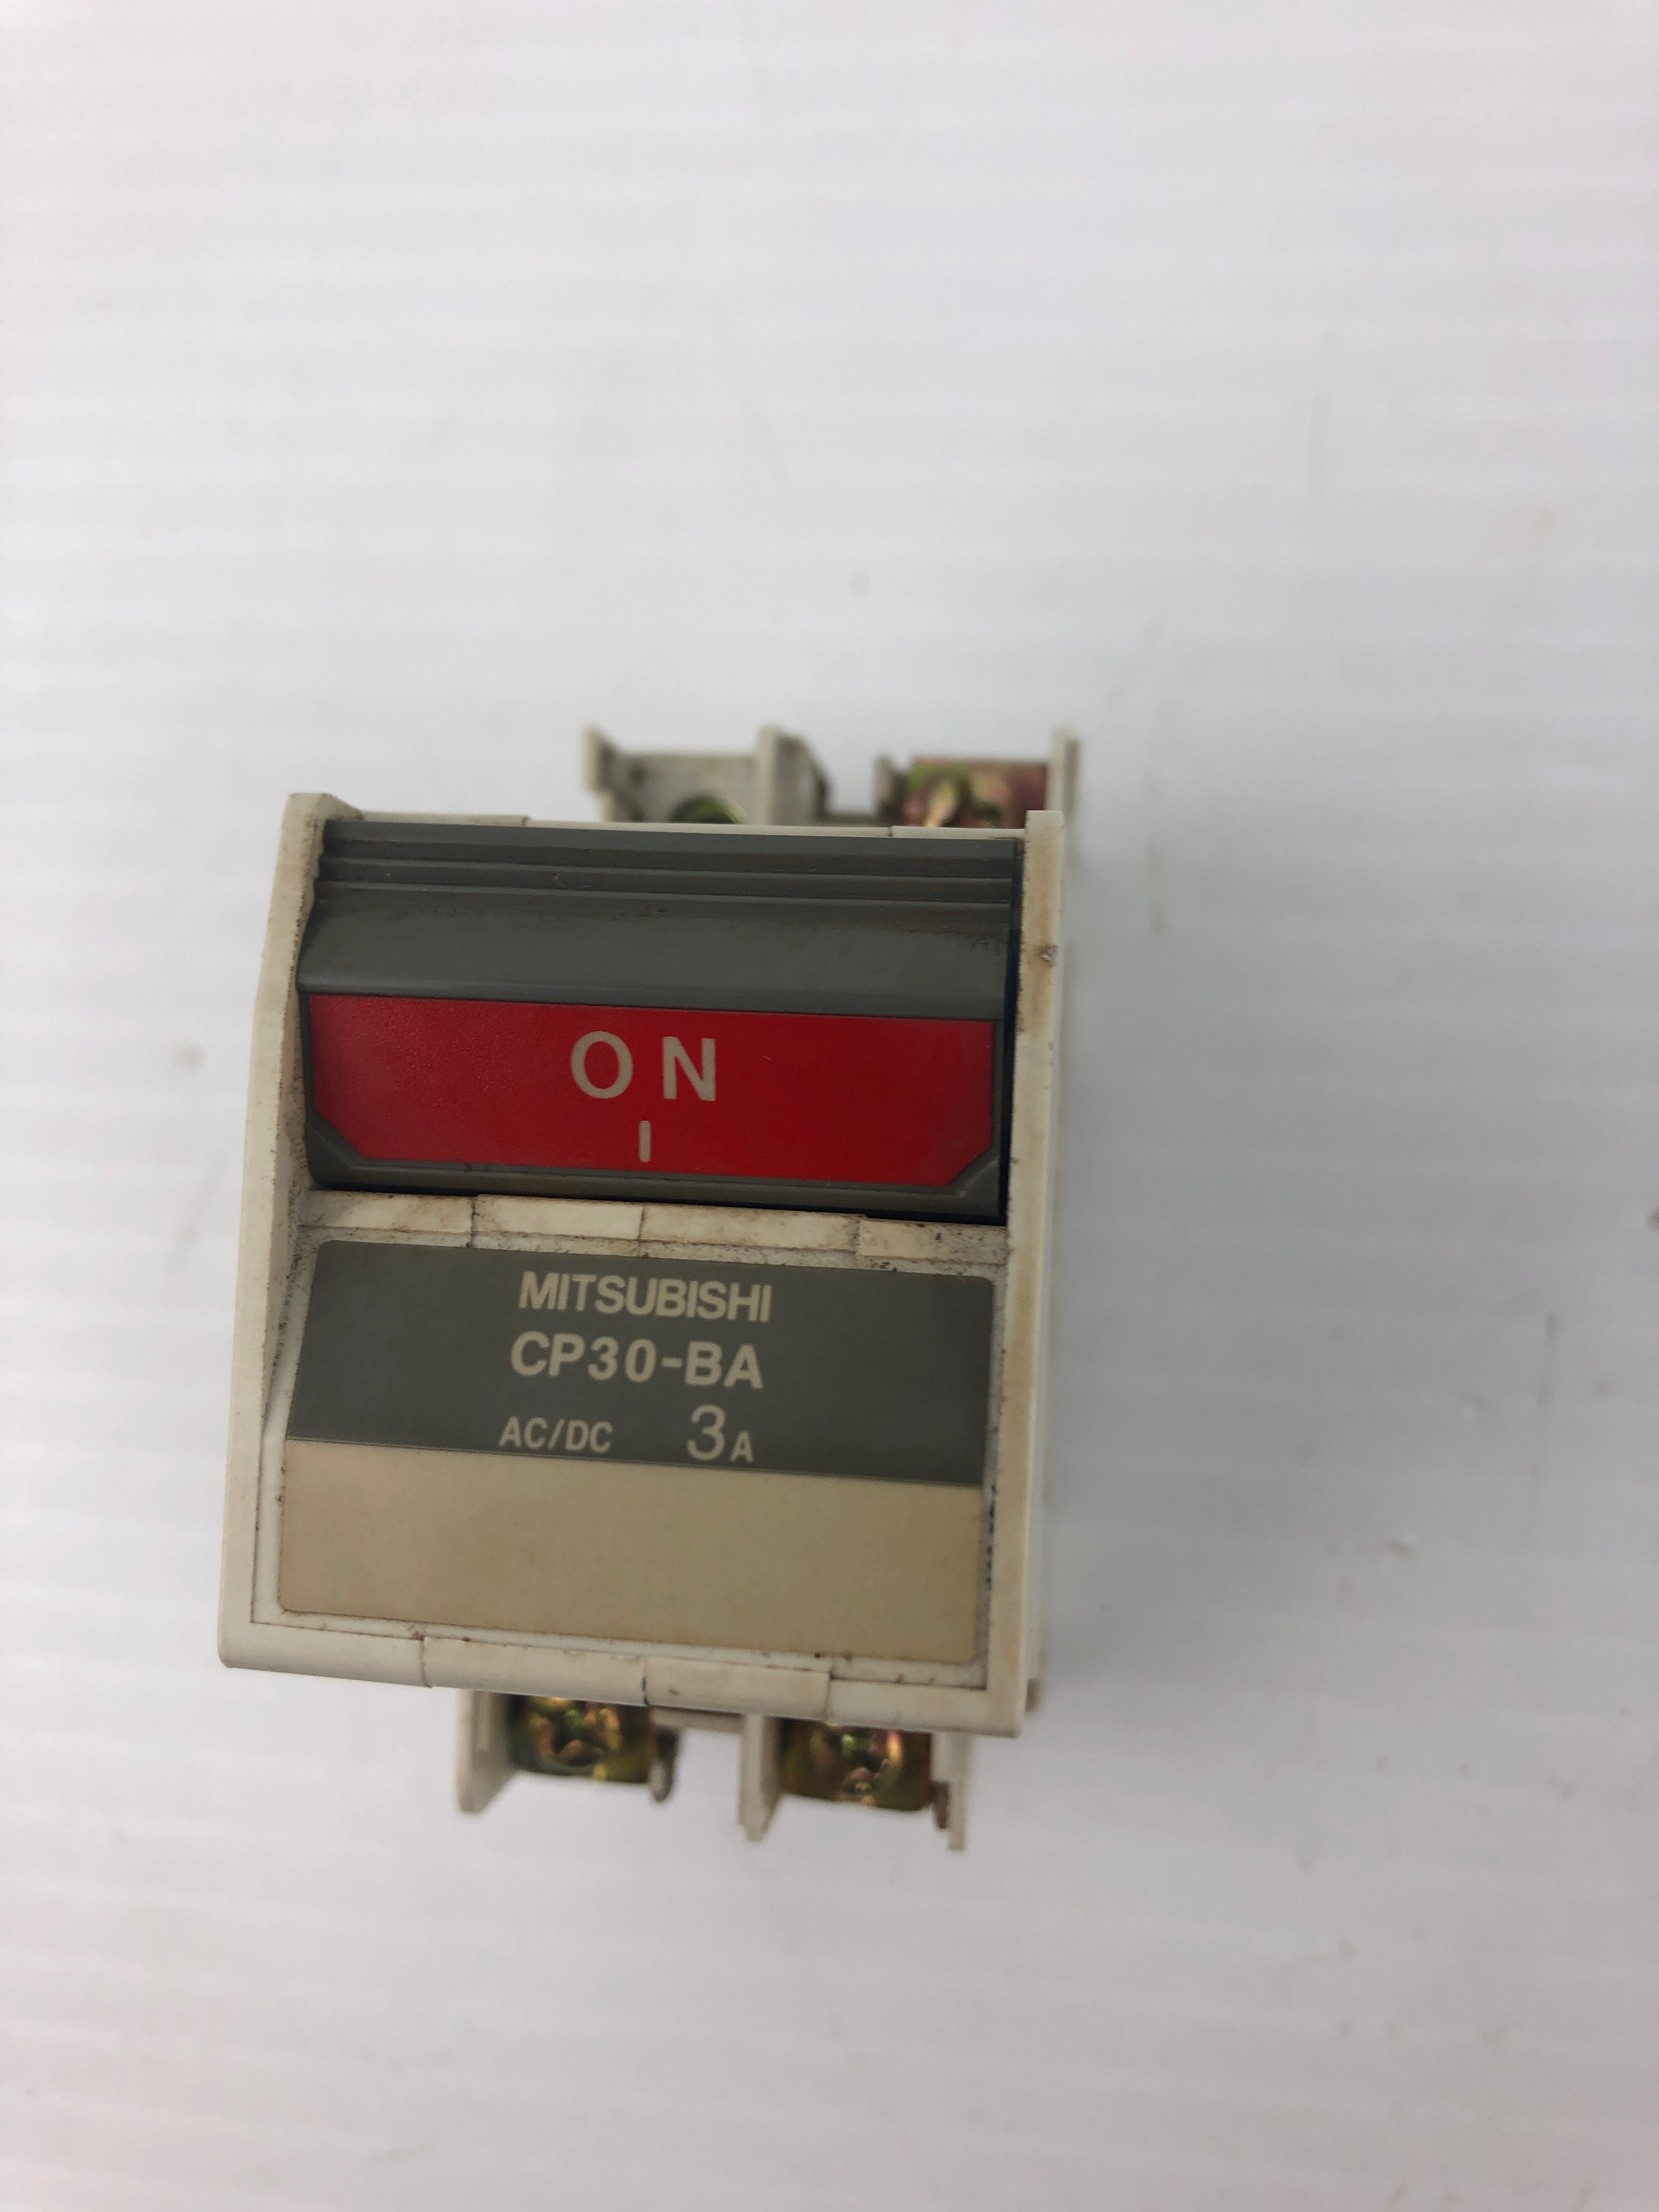 ON
I
MITSUBISHI
CP30-BA
AC/DC 3A